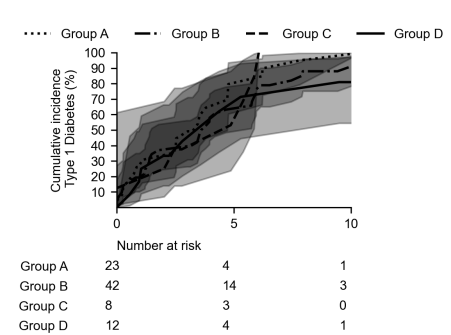 Group A Group B Group C Group D
Cumulative incidence
Type 1 Diabetes (%)
100
90
80
70
60
50
40
30
20
10
0 5 10
Number at risk
Group A 23 4 1
Group B 42 14 3
Group C 8 3 0
Group D 12 4 1